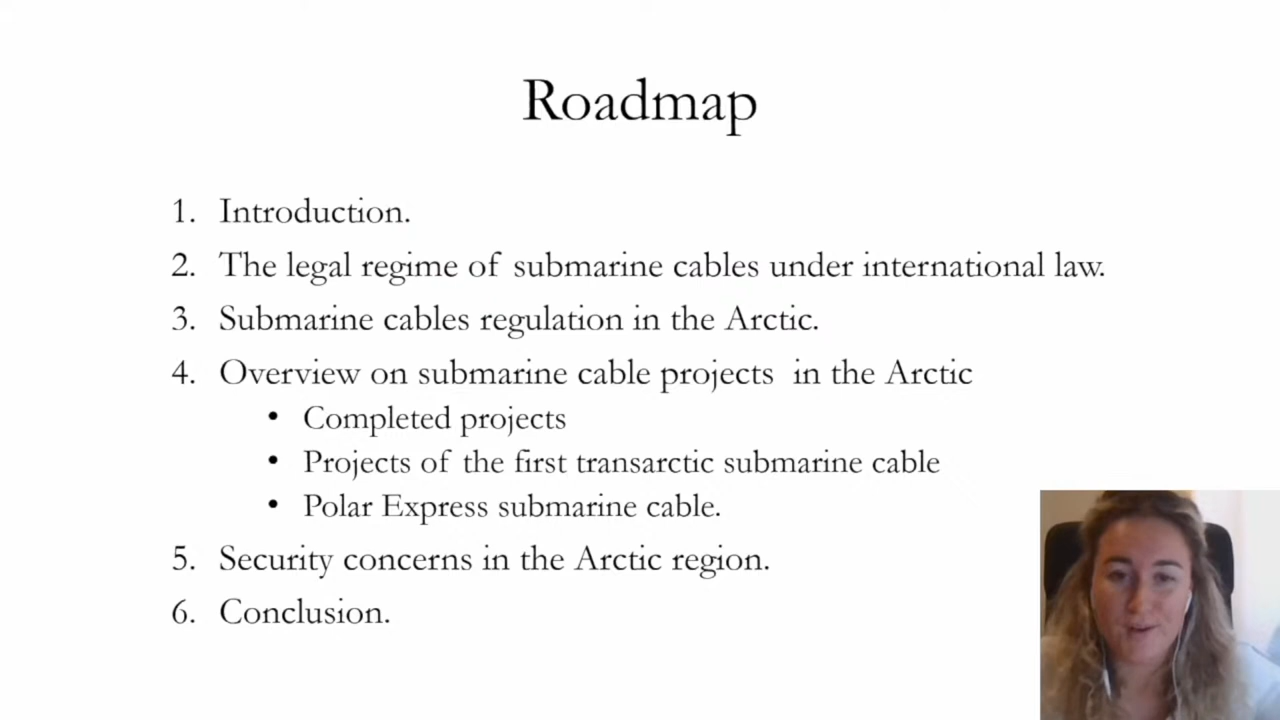 Roadmap
1. Introduction.
2. The legal regime of submarine cables under international law.
3. Submarine cables regulation in the Arctic.
4. Overview on submarine cable projects in the Arctic
• Completed projects
• Projects of the first transarctic submarine cable
• Polar Express submarine cable.
5. Security concerns in the Arctic region.
6. Conclusion.